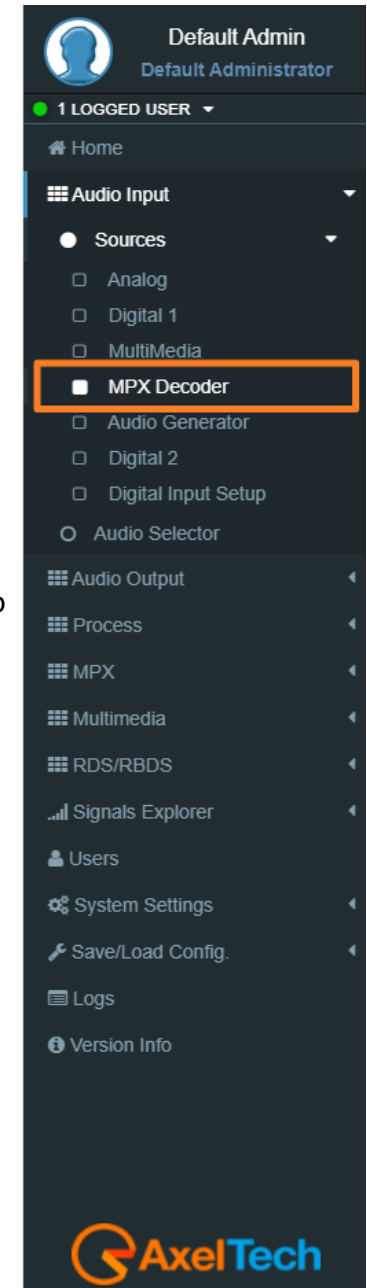 Default Admin
Default Administrator
1 LOGGED USER
Home
Audio Input
Sources
Analog
Digital 1
MultiMedia
MPX Decoder
Audio Generator
Digital 2
Digital Input Setup
Audio Selector
Audio Output
Process
MPX
Multimedia
RDS/RBDS
Signals Explorer
Users
System Settings
Save/Load Config.
Logs
Version Info
AxelTech